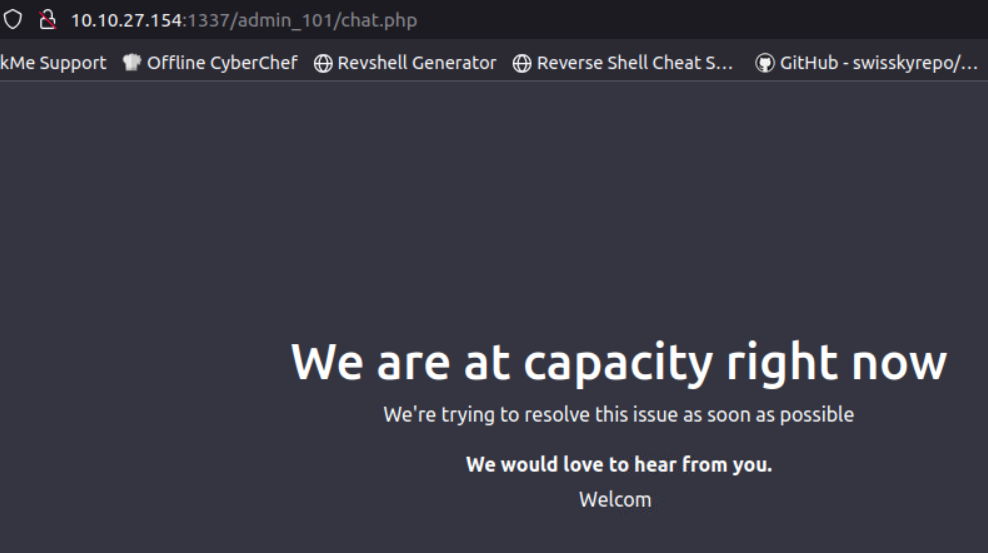 10.10.27.154:1337/admin_101/chat.php
kMe Support Offline CyberChef Revshell Generator Reverse Shell Cheat S... GitHub - swisskyrepo/...
We are at capacity right now
We're trying to resolve this issue as soon as possible
We would love to hear from you.
Welcom